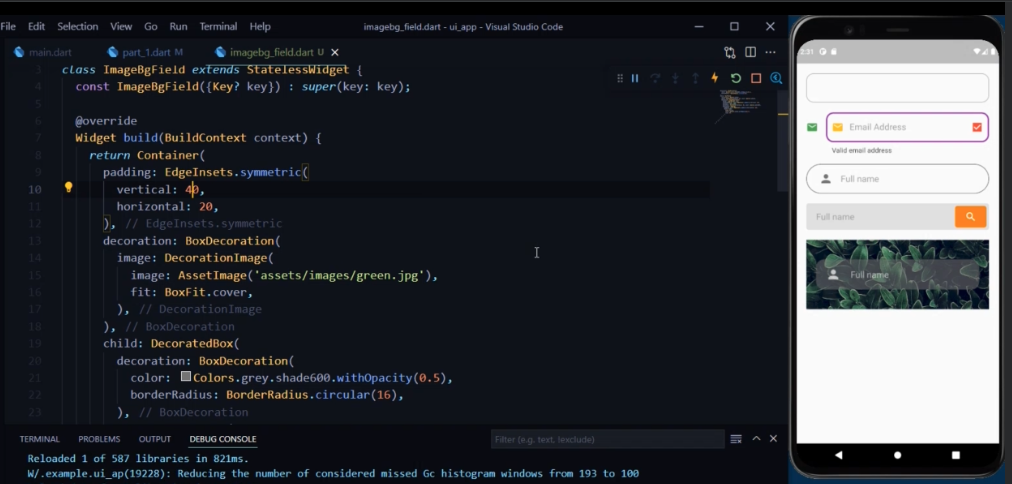 File Edit Selection View Go Run Terminal Help
imagebg_field.dart - ui_app - Visual Studio Code
main.dart
part_1.dart M
imagebg_field.dart U
3 class ImageBgField extends StatelessWidget {
4 const ImageBgField({Key? key}) : super(key: key);
5
6 @override
7 Widget build(BuildContext context) {
8 return Container(
9 padding: EdgeInsets.symmetric(
10 vertical: 40,
11 horizontal: 20,
12 ), // EdgeInsets.symmetric
13 decoration: BoxDecoration(
14 image: DecorationImage(
15 image: AssetImage('assets/images/green.jpg'),
16 fit: BoxFit.cover,
17 ), // DecorationImage
18 ), // BoxDecoration
19 child: DecoratedBox(
20 decoration: BoxDecoration(
21 color: Colors.grey.shade600.withOpacity(0.5),
22 borderRadius: BorderRadius.circular(16),
23 ), // BoxDecoration
TERMINAL PROBLEMS OUTPUT DEBUG CONSOLE
Filter (e.g. text, !exclude)
Reloaded 1 of 587 libraries in 821ms.
W/.example.ui_ap(19228): Reducing the number of considered missed Gc histogram windows from 193 to 100
2:31
Email Address
Valid email address
Full name
Full name
Full name